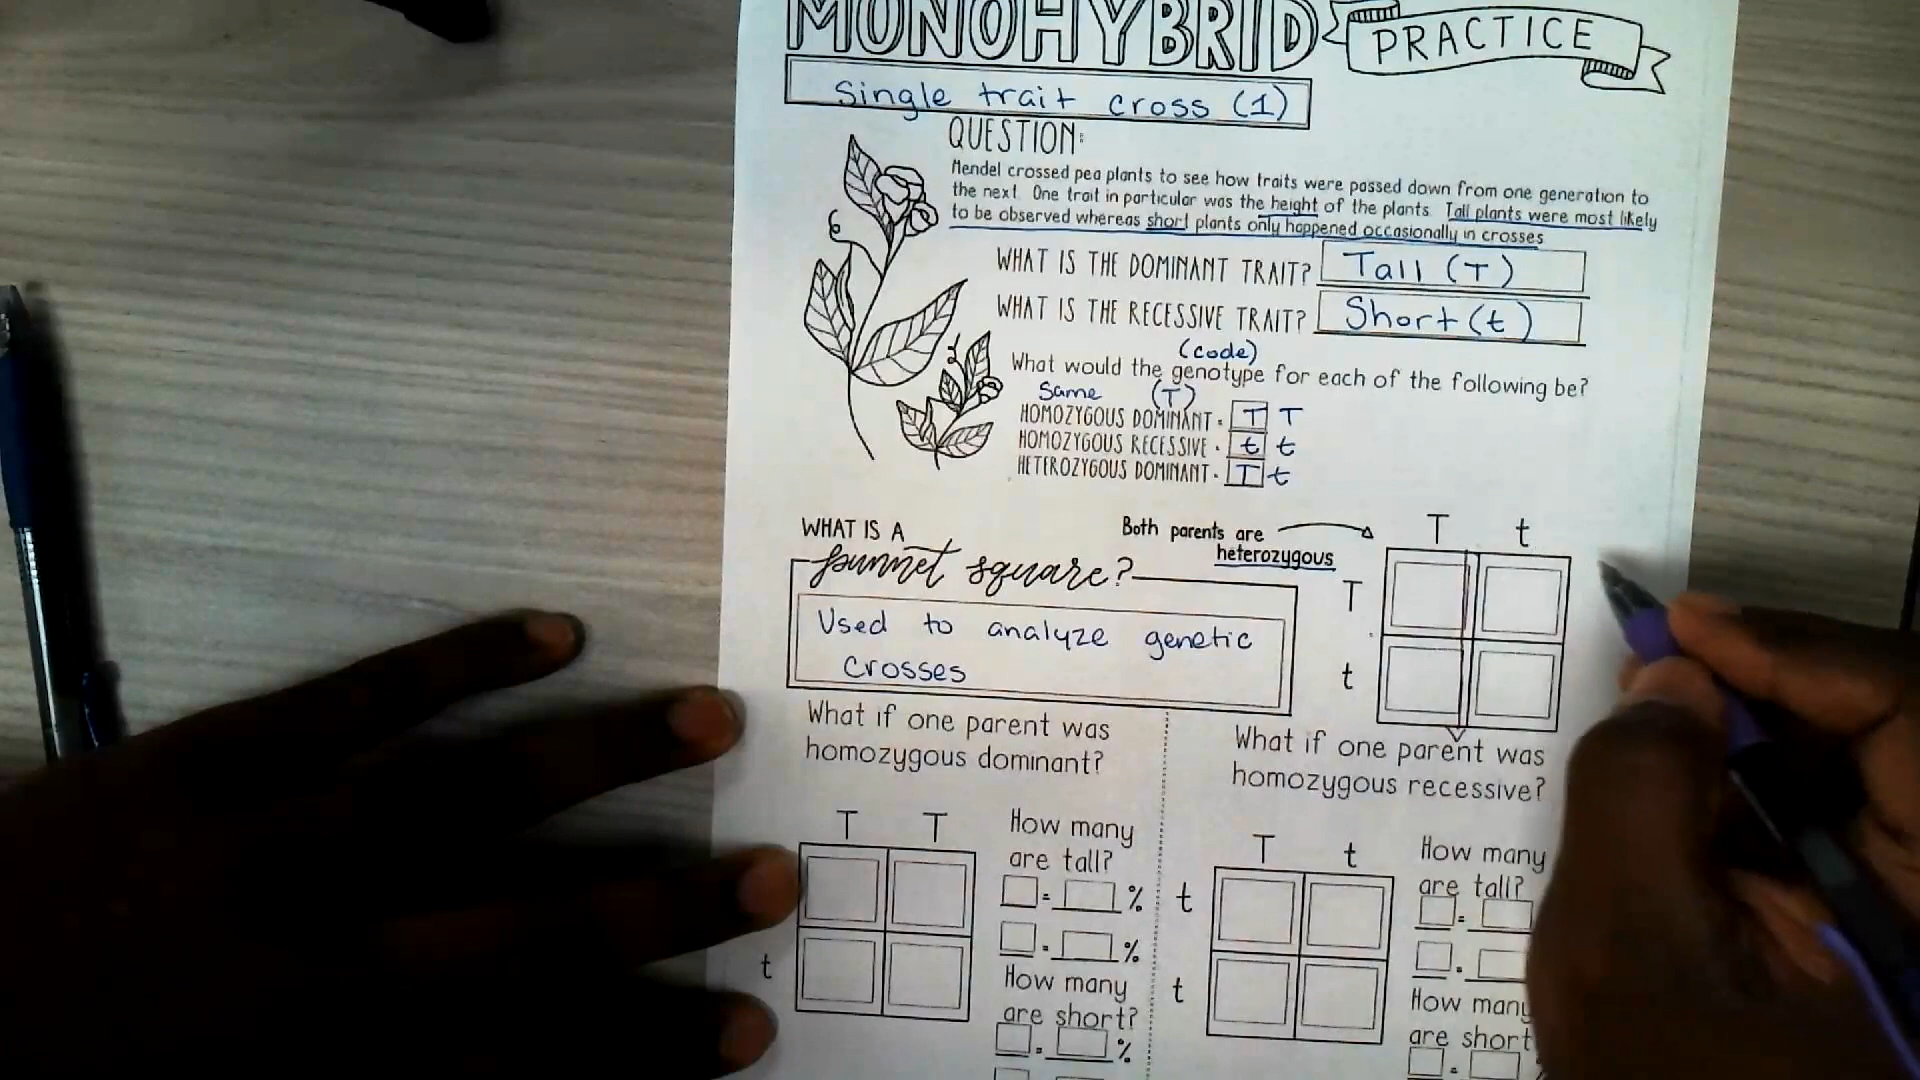 MONOHYBRID PRACTICE
Single trait cross (1)
QUESTION:
Mendel crossed pea plants to see how traits were passed down from one generation to
the next. One trait in particular was the height of the plants. Tall plants were most likely
to be observed whereas short plants only happened occasionally in crosses
WHAT IS THE DOMINANT TRAIT? Tall (T)
WHAT IS THE RECESSIVE TRAIT? Short (t)
(code)
What would the genotype for each of the following be?
Same (T)
HOMOZYGOUS DOMINANT - T T
HOMOZYGOUS RECESSIVE - t t
HETEROZYGOUS DOMINANT - T t
WHAT IS A
punnet square?
Used to analyze genetic
crosses
Both parents are
heterozygous
T t
T
t
What if one parent was
homozygous dominant?
T T
t
How many
are tall?
= %
= %
How many
are short?
= %
What if one parent was
homozygous recessive?
T t
t
t
How many
are tall?
=
=
How many
are short
=